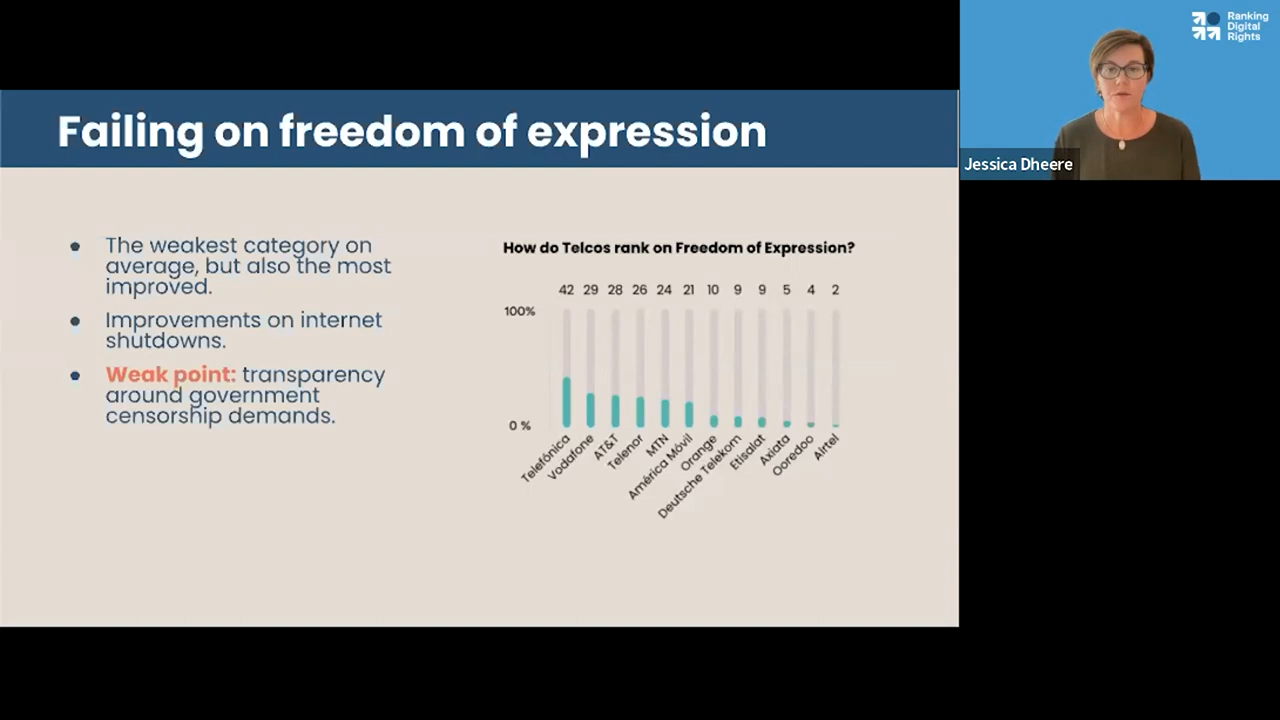 Failing on freedom of expression
• The weakest category on
average, but also the most
improved.
• Improvements on internet
shutdowns.
• Weak point: transparency
around government
censorship demands.
How do Telcos rank on Freedom of Expression?
42 29 28 26 24 21 10 9 9 5 4 2
100%
0 %
Telefónica
Vodafone
AT&T
Telenor
MTN
América Móvil
Orange
Deutsche Telekom
Etisalat
Axiata
Ooredoo
Airtel
Ranking
Digital
Rights
Jessica Dheere